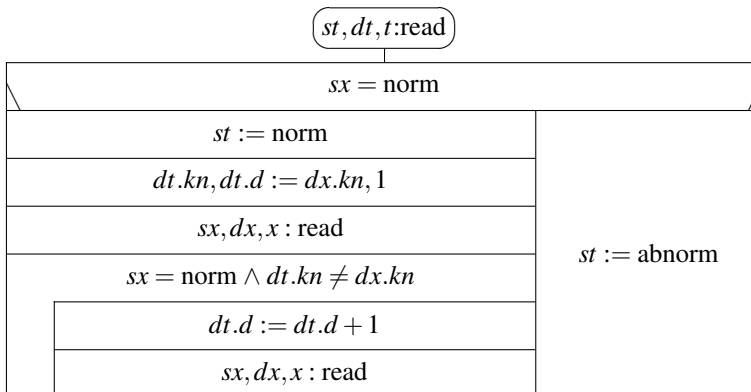 st, dt, t:read
sx = norm
st := norm
dt.kn, dt.d := dx.kn, 1
sx, dx, x : read
st := abnorm
sx = norm ∧ dt.kn ≠ dx.kn
dt.d := dt.d + 1
sx, dx, x : read